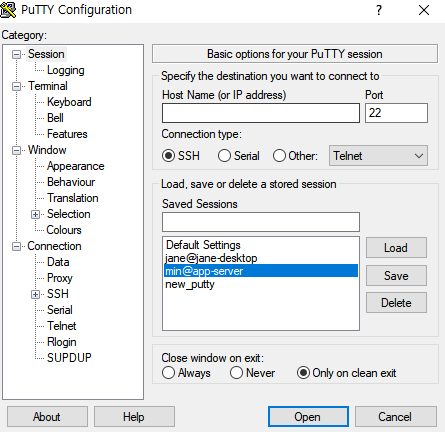 PuTTY Configuration
?
×
Category:
Session
Logging
Terminal
Keyboard
Bell
Features
Window
Appearance
Behaviour
Translation
Selection
Colours
Connection
Data
Proxy
SSH
Serial
Telnet
Rlogin
SUPDUP
Basic options for your PuTTY session
Specify the destination you want to connect to
Host Name (or IP address) Port
22
Connection type:
SSH Serial Other: Telnet
Load, save or delete a stored session
Saved Sessions
Default Settings
jane@jane-desktop
min@app-server
new_putty
Load
Save
Delete
Close window on exit:
Always Never Only on clean exit
About Help Open Cancel